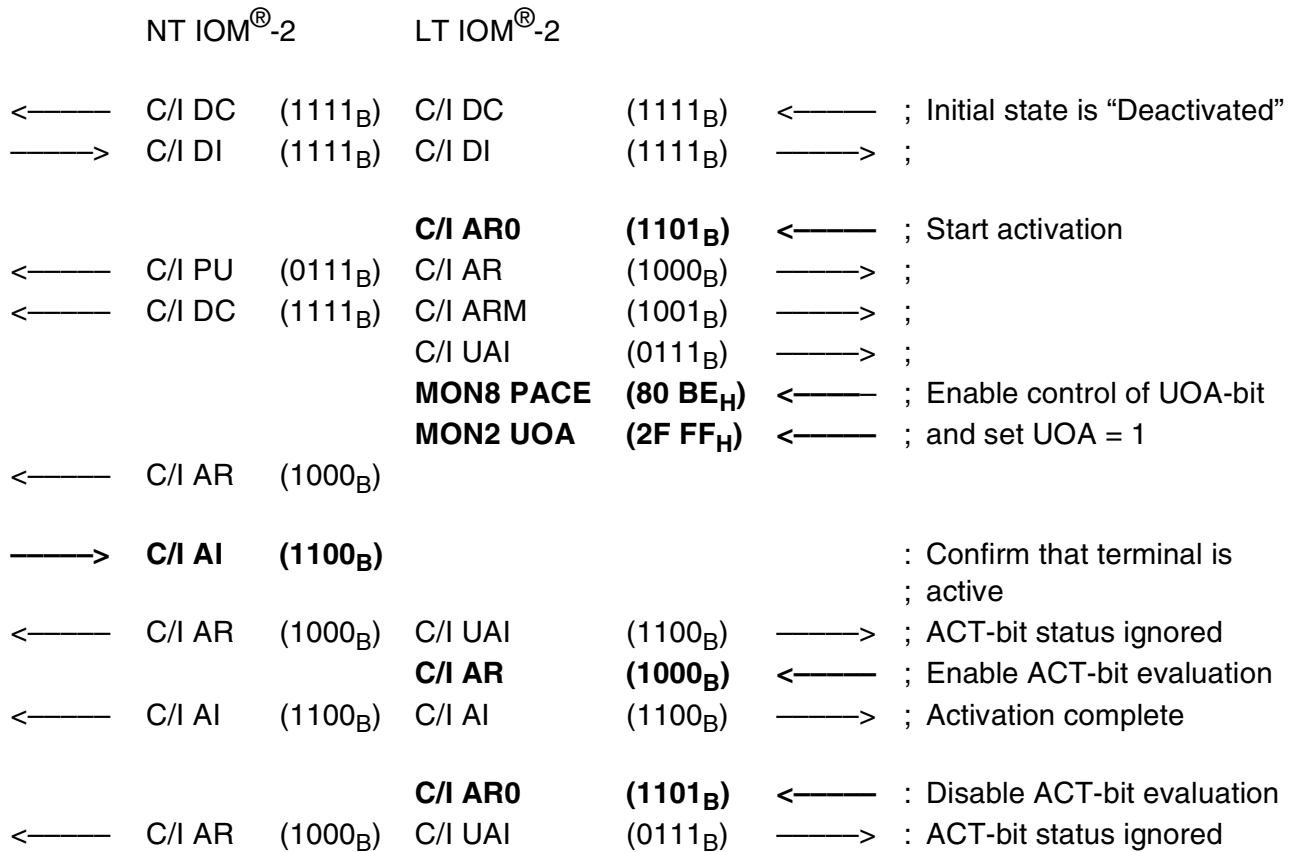 NT IOM®-2 LT IOM®-2
<––––– C/I DC (1111B) C/I DC (1111B) <––––– ; Initial state is “Deactivated”
–––––> C/I DI (1111B) C/I DI (1111B) –––––> ;
C/I AR0 (1101B) <––––– ; Start activation
<––––– C/I PU (0111B) C/I AR (1000B) –––––> ;
<––––– C/I DC (1111B) C/I ARM (1001B) –––––> ;
C/I UAI (0111B) –––––> ;
MON8 PACE (80 BEH) <––––– ; Enable control of UOA-bit
MON2 UOA (2F FFH) <––––– ; and set UOA = 1
<––––– C/I AR (1000B)
–––––> C/I AI (1100B) : Confirm that terminal is
; active
<––––– C/I AR (1000B) C/I UAI (1100B) –––––> ; ACT-bit status ignored
C/I AR (1000B) <––––– ; Enable ACT-bit evaluation
<––––– C/I AI (1100B) C/I AI (1100B) –––––> ; Activation complete
C/I AR0 (1101B) <––––– : Disable ACT-bit evaluation
<––––– C/I AR (1000B) C/I UAI (0111B) –––––> : ACT-bit status ignored